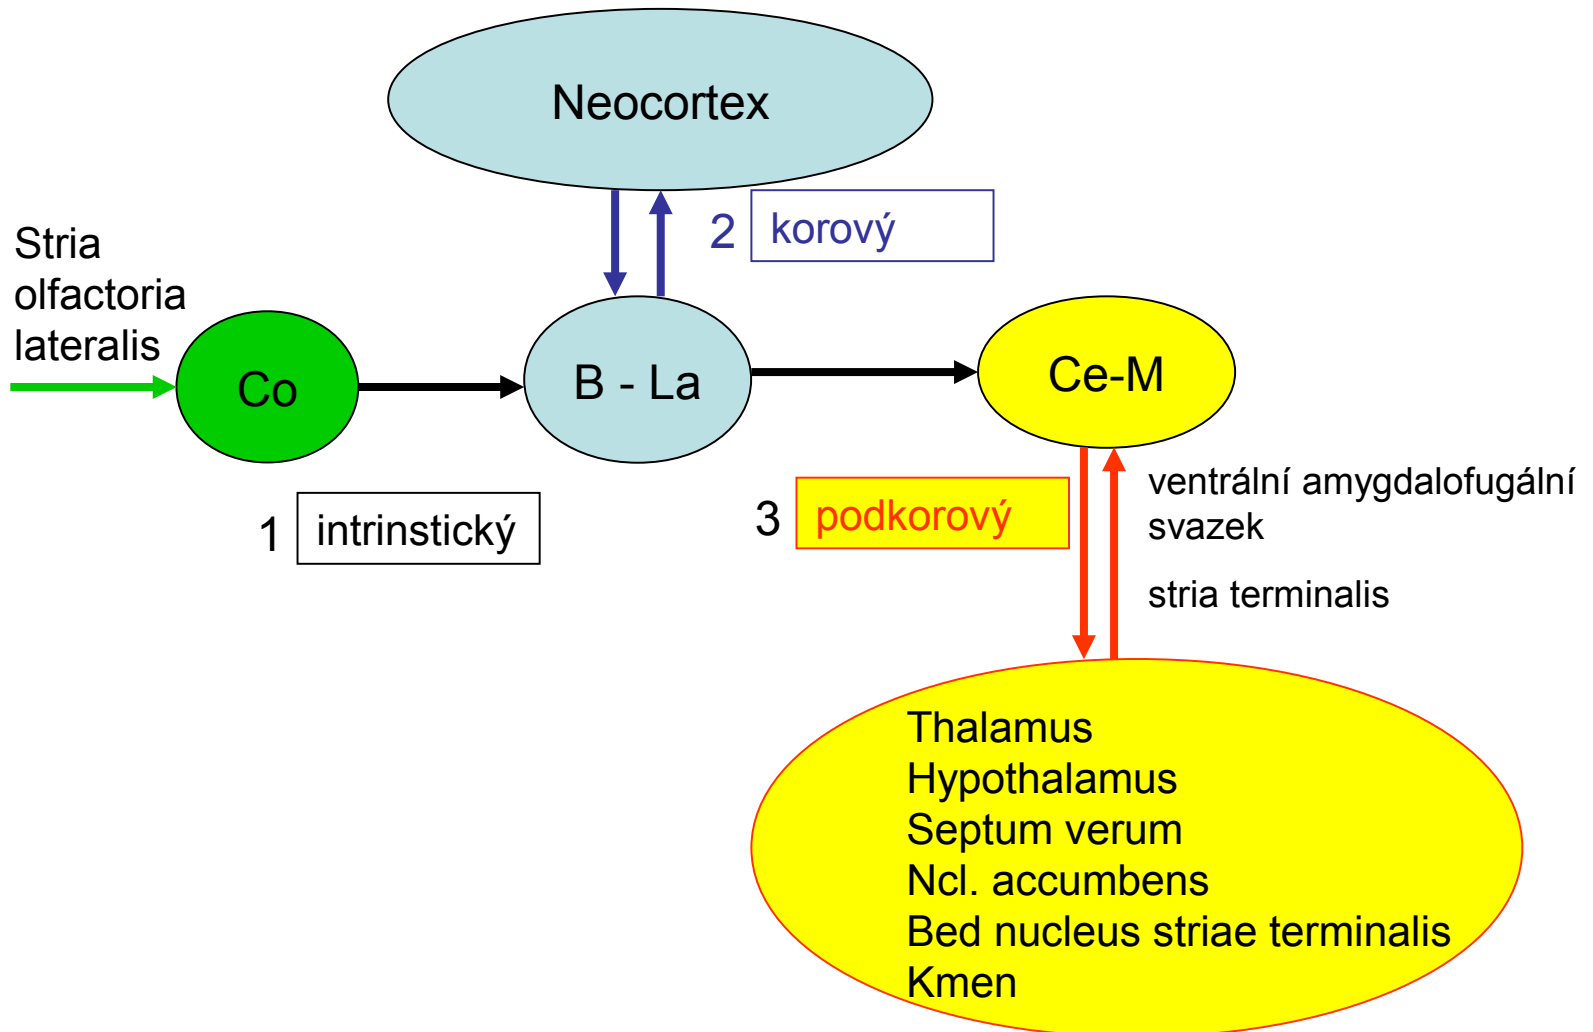 Neocortex
2 korový
Stria
olfactoria
lateralis
Co
B - La
Ce-M
1 intrinstický
3 podkorový
ventrální amygdalofugální
svazek
stria terminalis
Thalamus
Hypothalamus
Septum verum
Ncl. accumbens
Bed nucleus striae terminalis
Kmen